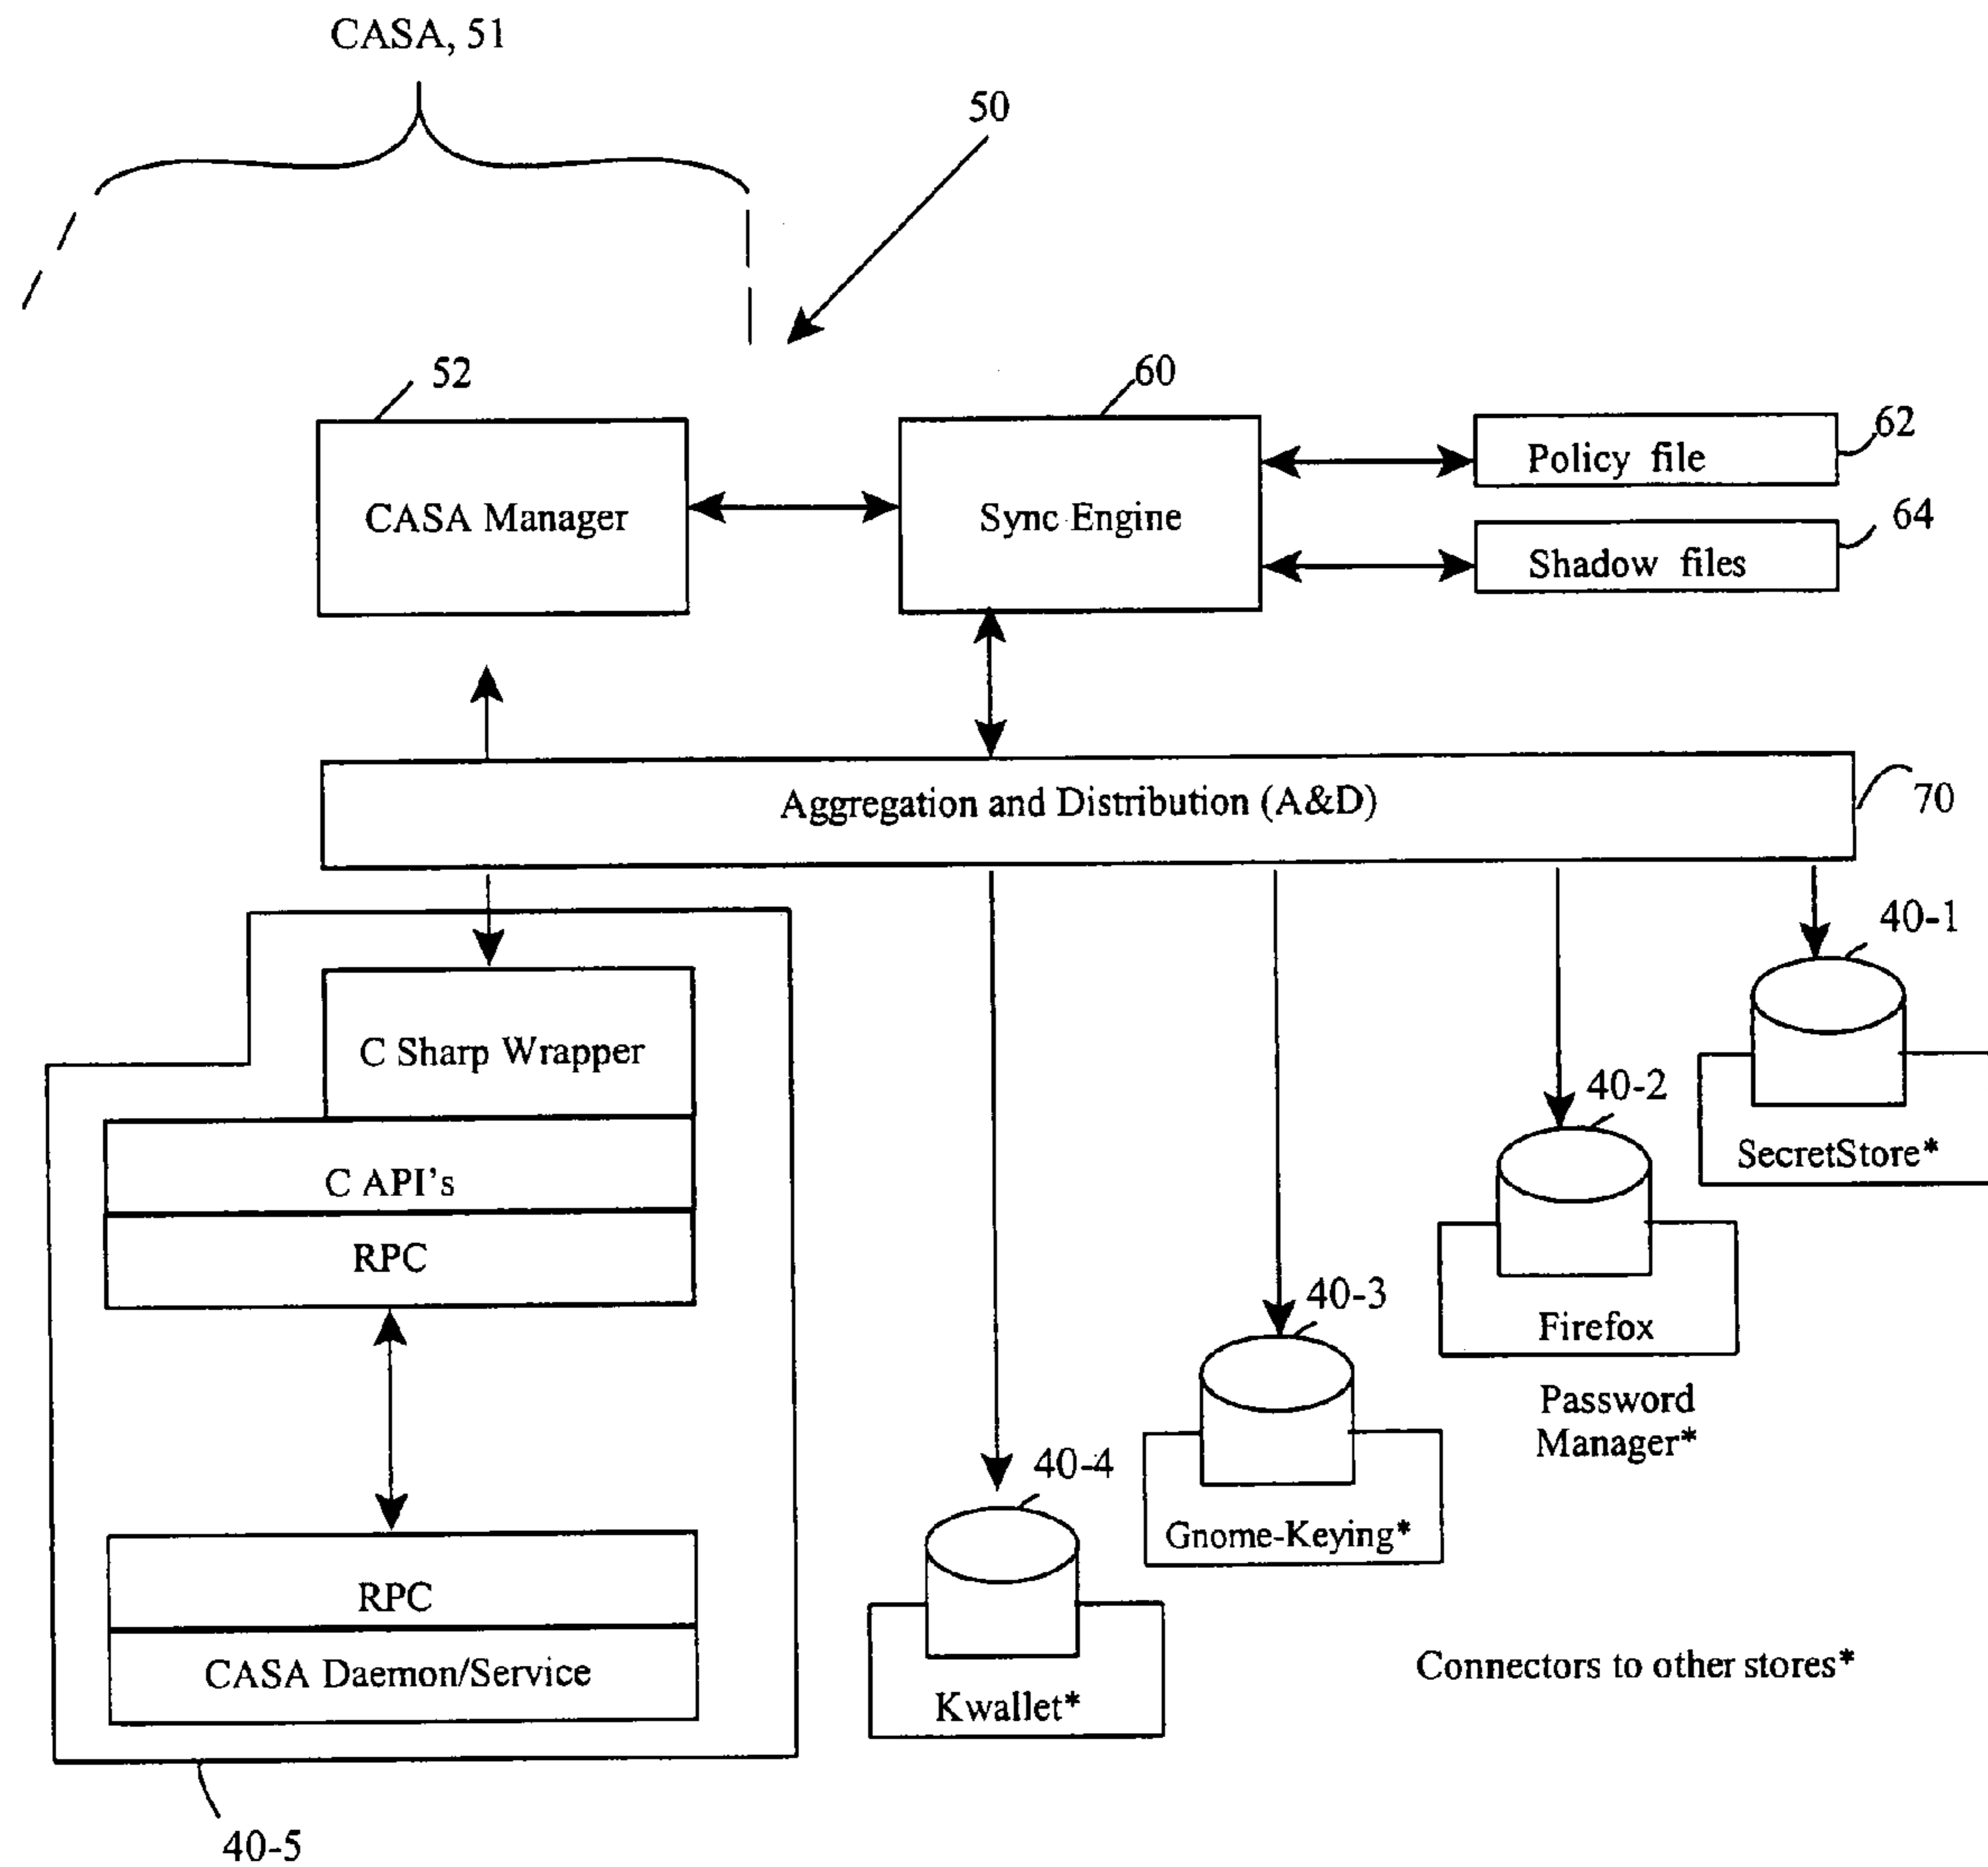 CASA, 51
50
52
60
62
Policy file
CASA Manager
Sync Engine
64
Shadow files
Aggregation and Distribution (A&D)
70
40-1
C Sharp Wrapper
40-2
SecretStore*
C API's
RPC
40-3
Firefox
Password
Manager*
40-4
Gnome-Keying*
RPC
CASA Daemon/Service
Connectors to other stores*
Kwallet*
40-5